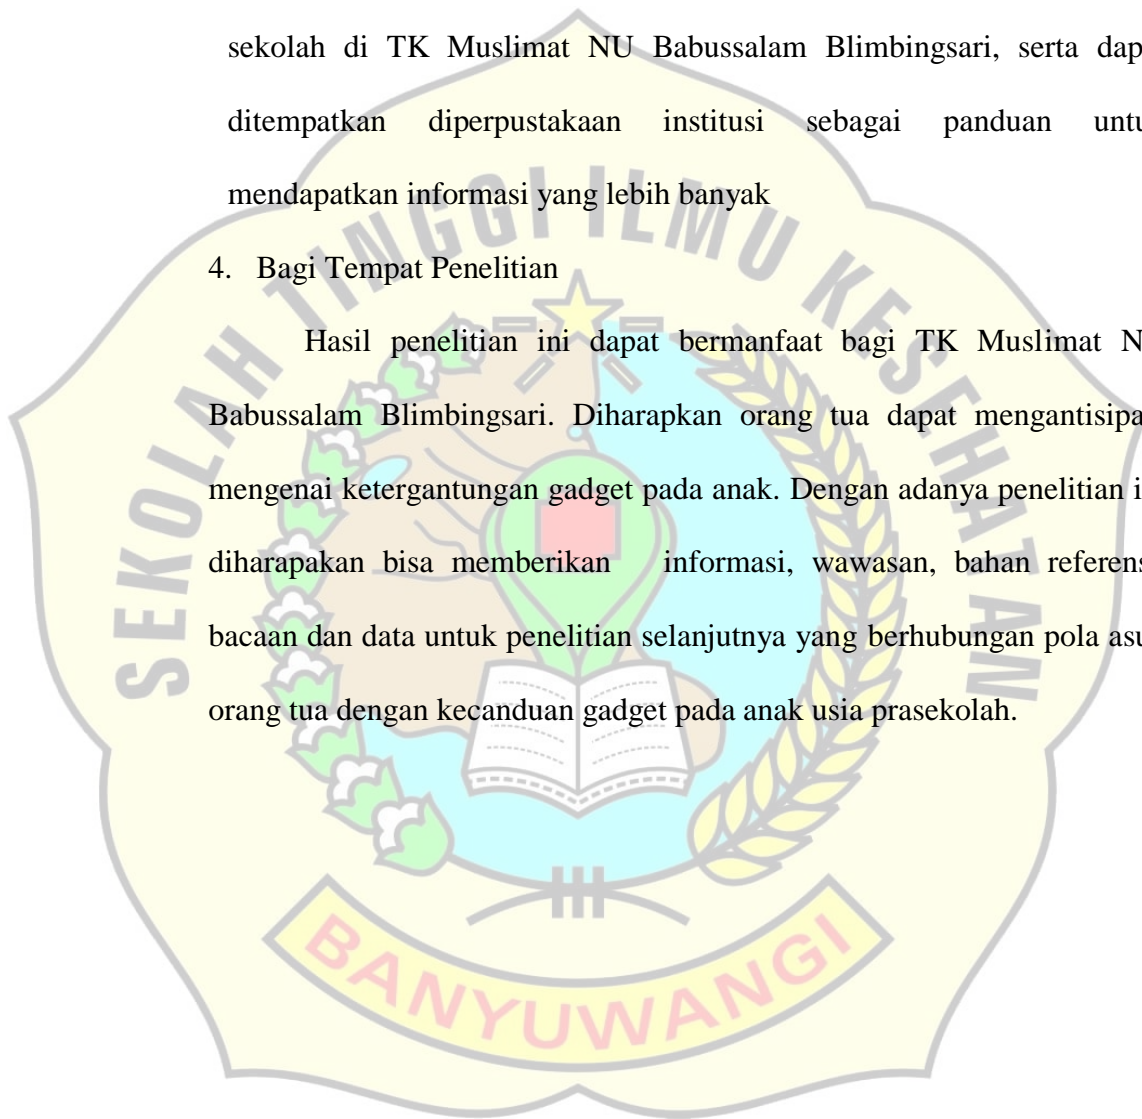 sekolah di TK Muslimat NU Babussalam Blimbingsari, serta dap
ditempatkan diperpustakaan institusi sebagai panduan untu
mendapatkan informasi yang lebih banyak
4. Bagi Tempat Penelitian
Hasil penelitian ini dapat bermanfaat bagi TK Muslimat N
Babussalam Blimbingsari. Diharapkan orang tua dapat mengantisipa
mengenai ketergantungan gadget pada anak. Dengan adanya penelitian i
diharapakan bisa memberikan informasi, wawasan, bahan referens
bacaan dan data untuk penelitian selanjutnya yang berhubungan pola asu
orang tua dengan kecanduan gadget pada anak usia prasekolah.
SEKOLAH TINGGI ILMU KESEHATAN
BANYUWANGI